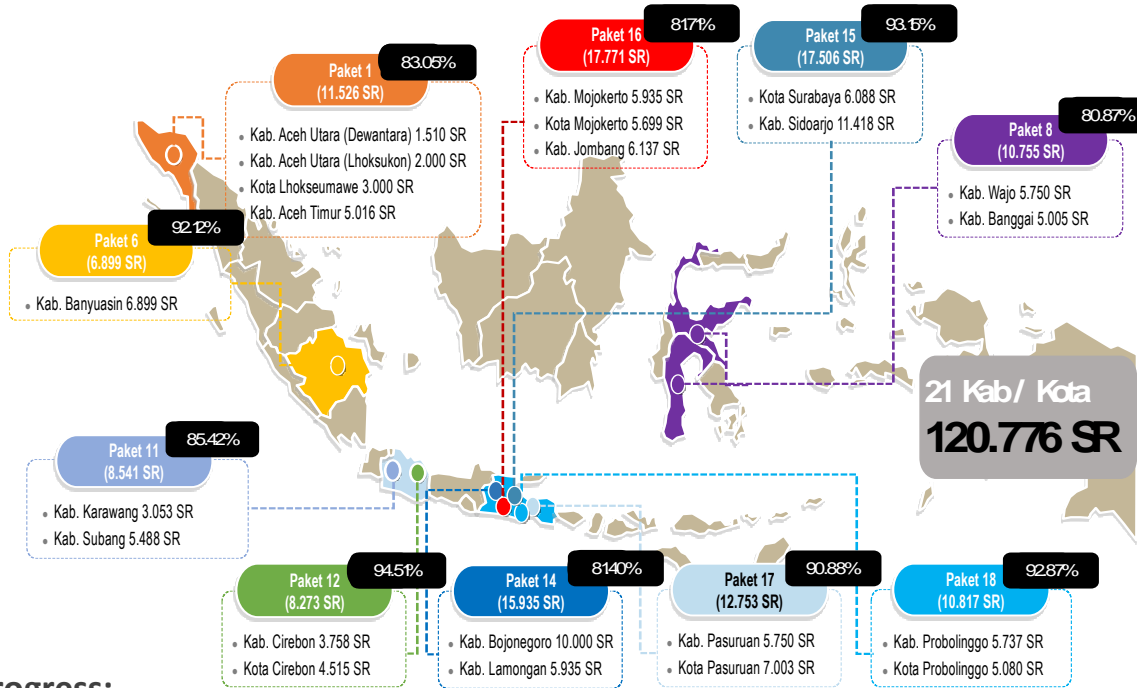 Paket 1
(11.526 SR)
83.05%
Kab. Aceh Utara (Dewantara) 1.510 SR
Kab. Aceh Utara (Lhoksukon) 2.000 SR
Kota Lhokseumawe 3.000 SR
Kab. Aceh Timur 5.016 SR
Paket 16
(17.771 SR)
81.71%
Kab. Mojokerto 5.935 SR
Kota Mojokerto 5.699 SR
Kab. Jombang 6.137 SR
Paket 15
(17.506 SR)
93.15%
Kota Surabaya 6.088 SR
Kab. Sidoarjo 11.418 SR
Paket 8
(10.755 SR)
80.87%
Kab. Wajo 5.750 SR
Kab. Banggai 5.005 SR
Paket 6
(6.899 SR)
92.12%
Kab. Banyuasin 6.899 SR
21 Kab/ Kota
120.776 SR
Paket 11
(8.541 SR)
85.42%
Kab. Karawang 3.053 SR
Kab. Subang 5.488 SR
Paket 12
(8.273 SR)
94.51%
Kab. Cirebon 3.758 SR
Kota Cirebon 4.515 SR
Paket 14
(15.935 SR)
81.40%
Kab. Bojonegoro 10.000 SR
Kab. Lamongan 5.935 SR
Paket 17
(12.753 SR)
90.88%
Kab. Pasuruan 5.750 SR
Kota Pasuruan 7.003 SR
Paket 18
(10.817 SR)
92.87%
Kab. Probolinggo 5.737 SR
Kota Probolinggo 5.080 SR
rogress: